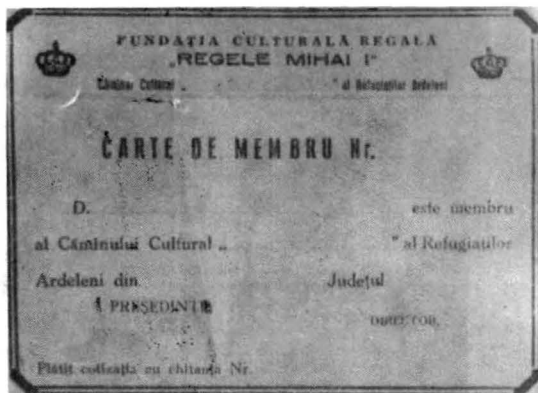 FUNDAȚIA CULTURALĂ REGALĂ
„REGELE MIHAI I"
Căminul Cultural „ " al Refugiaților Ardeleni
CARTE DE MEMBRU Nr.
D. este membru
al Căminului Cultural „ " al Refugiaților
Ardeleni din Județul
PREȘEDINTE
DIRECTOR,
Plătit cotizația cu chitanța Nr.